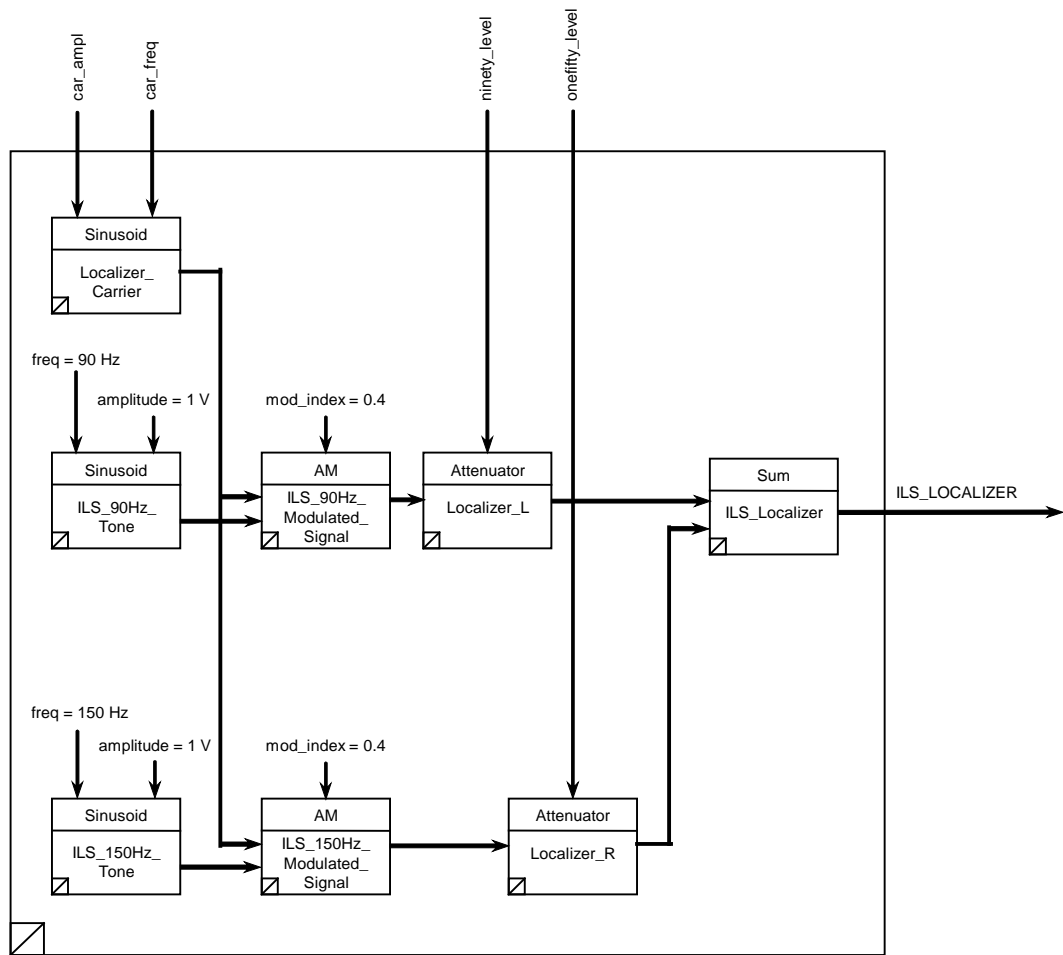 car_ampl
car_freq
ninety_level
onefifty_level
Sinusoid
Localizer_
Carrier
freq = 90 Hz
amplitude = 1 V
mod_index = 0.4
Sinusoid
ILS_90Hz_
Tone
AM
ILS_90Hz_
Modulated_
Signal
Attenuator
Localizer_L
Sum
ILS_Localizer
ILS_LOCALIZER
freq = 150 Hz
amplitude = 1 V
mod_index = 0.4
Sinusoid
ILS_150Hz_
Tone
AM
ILS_150Hz_
Modulated_
Signal
Attenuator
Localizer_R